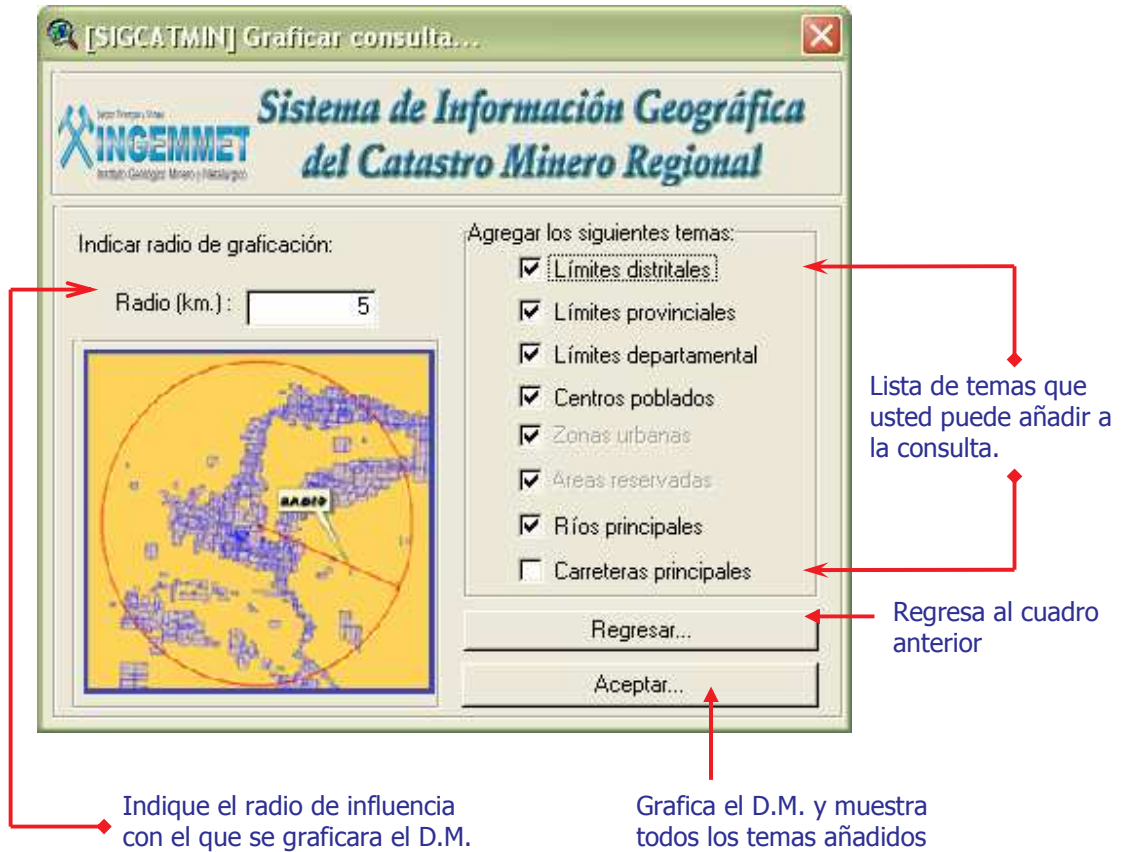 [SIGCATMIN] Graficar consulta...
Sistema de Información Geográfica
del Catastro Minero Regional
INGEMMET
Indicar radio de graficación:
Radio (km.) : 5
RADIO
Agregar los siguientes temas:
Límites distritales
Límites provinciales
Límites departamental
Centros poblados
Zonas urbanas
Areas reservadas
Ríos principales
Carreteras principales
Regresar...
Aceptar...
Lista de temas que
usted puede añadir a
la consulta.
Regresa al cuadro
anterior
Indique el radio de influencia
con el que se graficara el D.M.
Grafica el D.M. y muestra
todos los temas añadidos